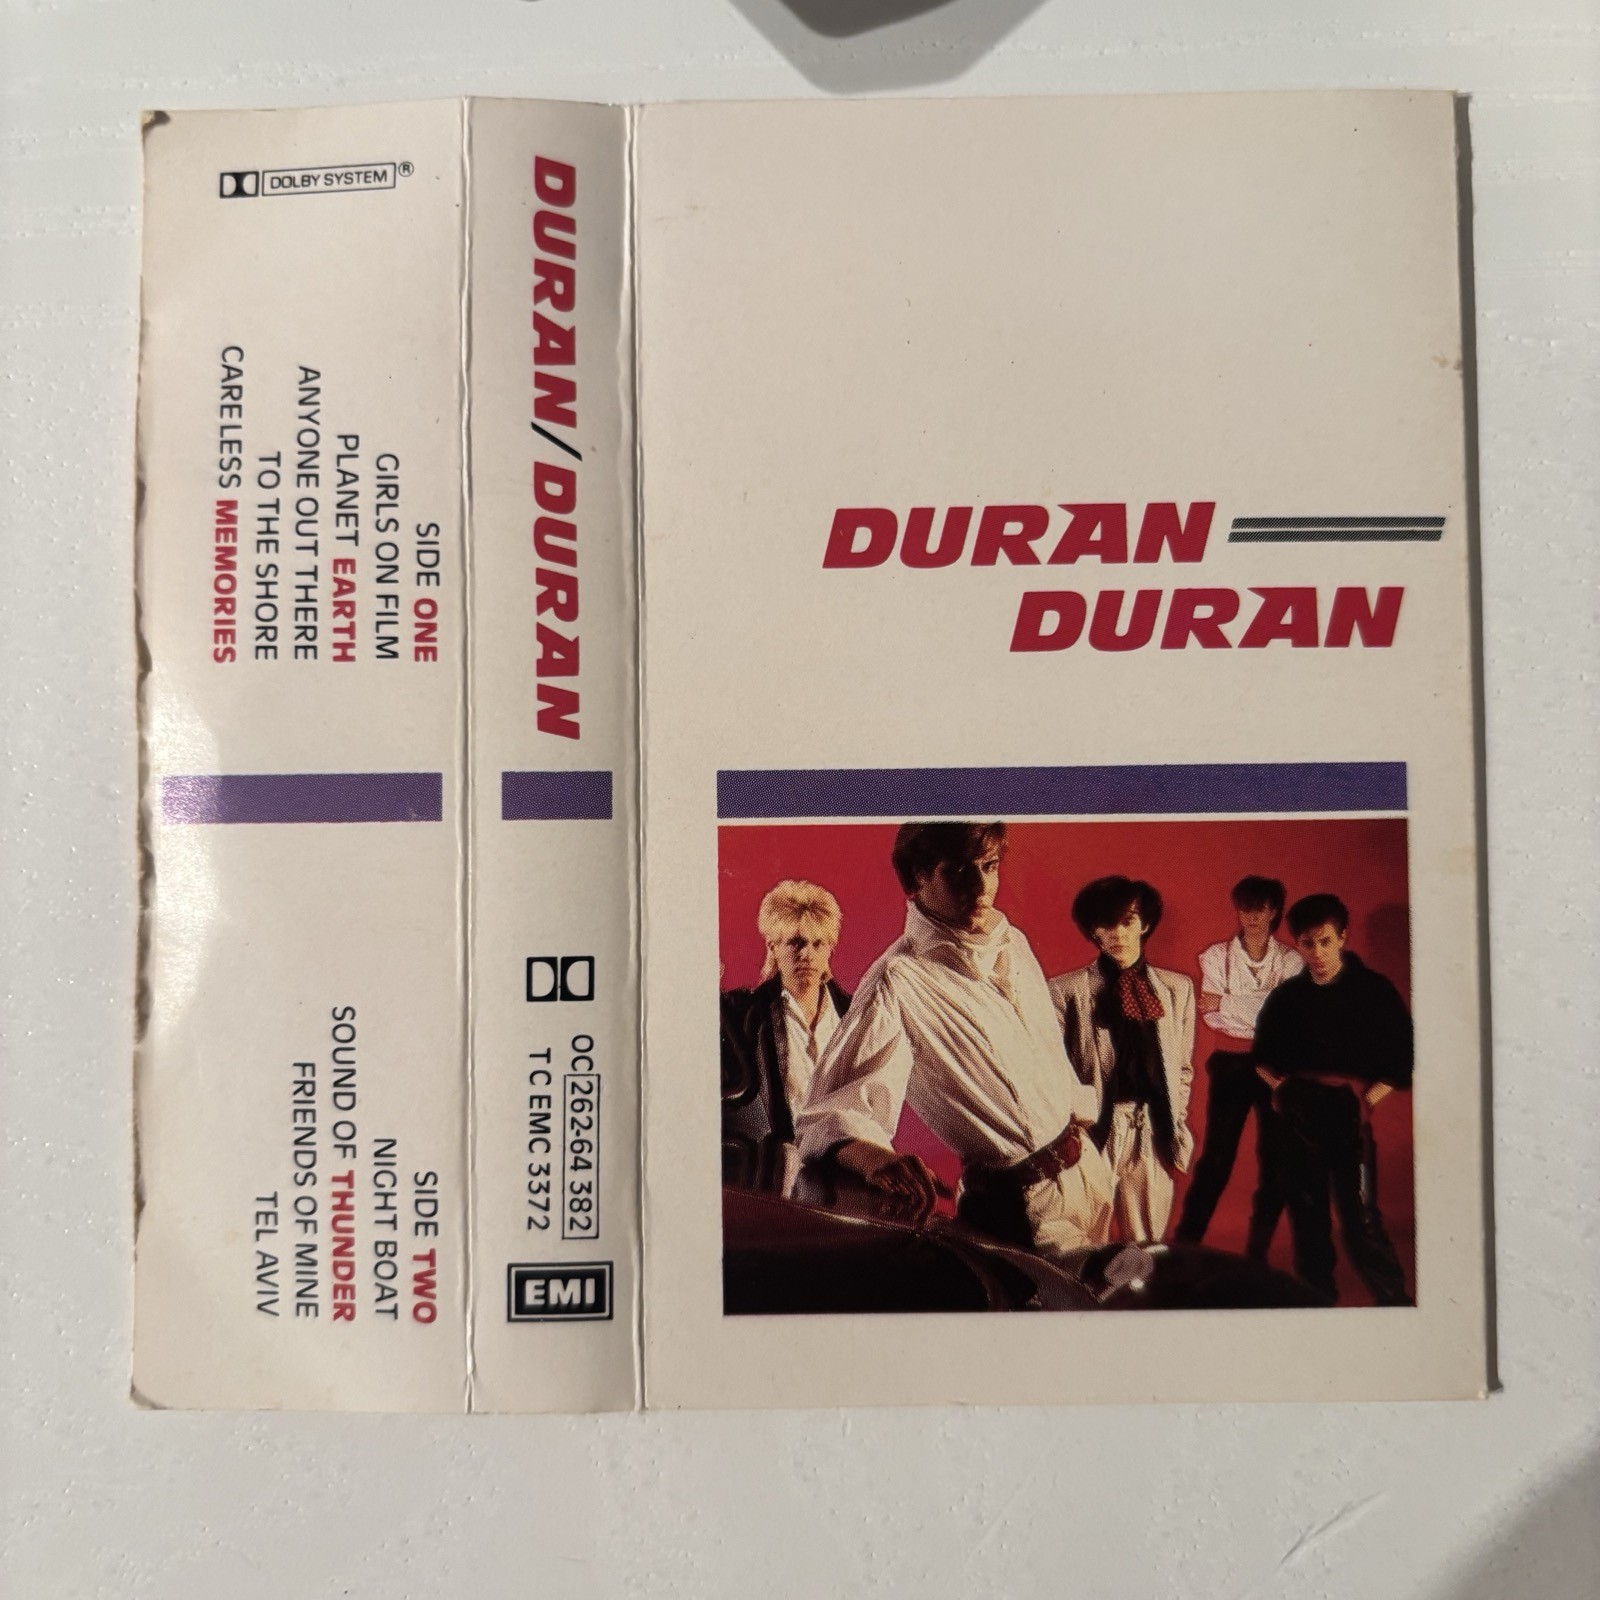 DOLBY SYSTEM®
SIDE ONE
GIRLS ON FILM
PLANET EARTH
ANYONE OUT THERE
TO THE SHORE
CARELESS MEMORIES
SIDE TWO
NIGHT BOAT
SOUND OF THUNDER
FRIENDS OF MINE
TEL AVIV
DURAN/DURAN
OC 262-64 382
TC EMC 3372
EMI
DURAN
DURAN